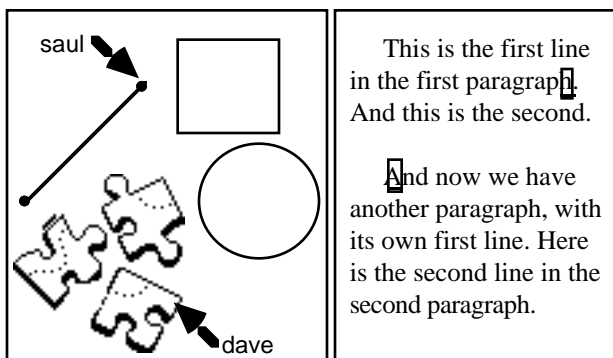 saul
dave
This is the first line
in the first paragraph.
And this is the second.
And now we have
another paragraph, with
its own first line. Here
is the second line in the
second paragraph.